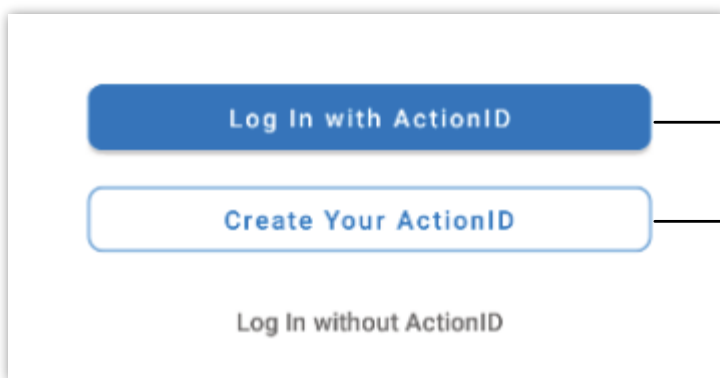 Log In with ActionID
Create Your ActionID
Log In without ActionID